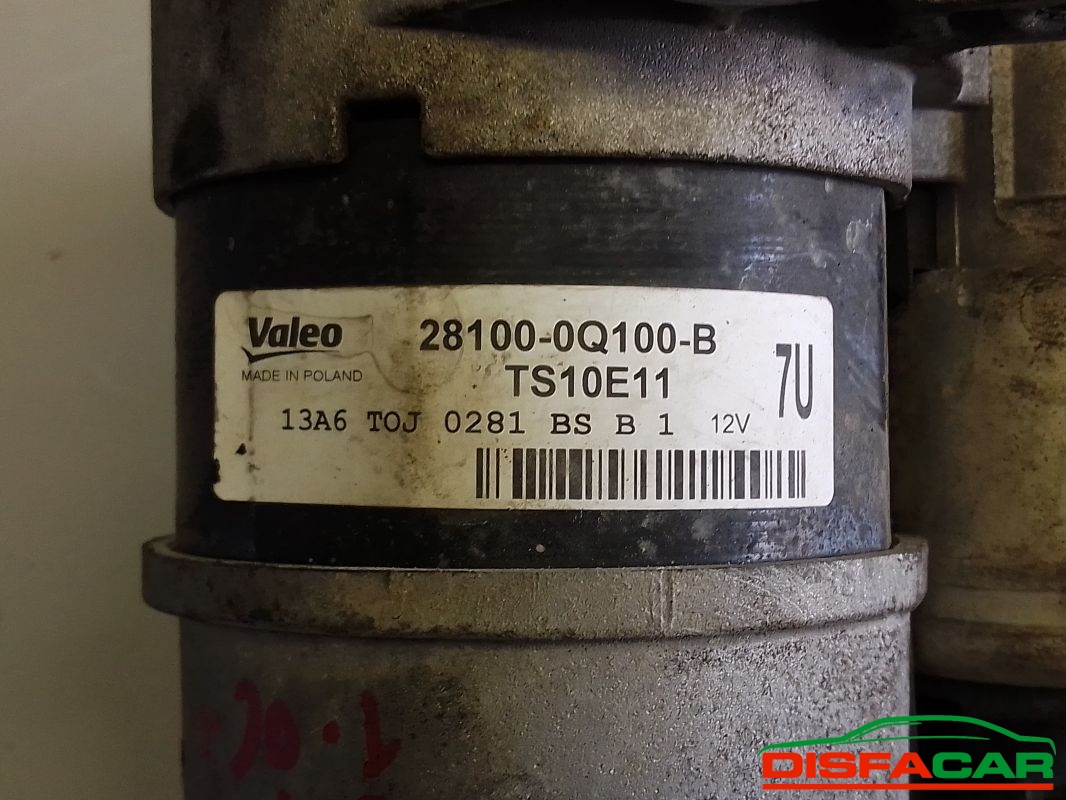 Valeo 28100-0Q100-B
MADE IN POLAND TS10E11 7U
13A6 TOJ 0281 BS B 1 12V
DISFACAR